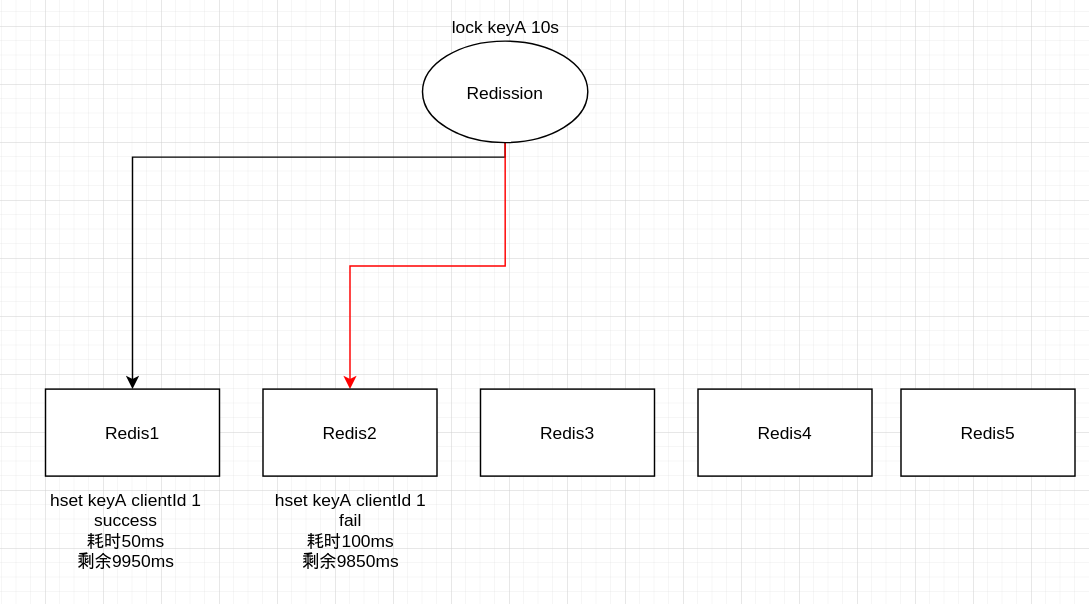 lock keyA 10s
Redission
Redis1
Redis2
Redis3
Redis4
Redis5
hset keyA clientId 1
success
耗时50ms
剩余9950ms
hset keyA clientId 1
fail
耗时100ms
剩余9850ms